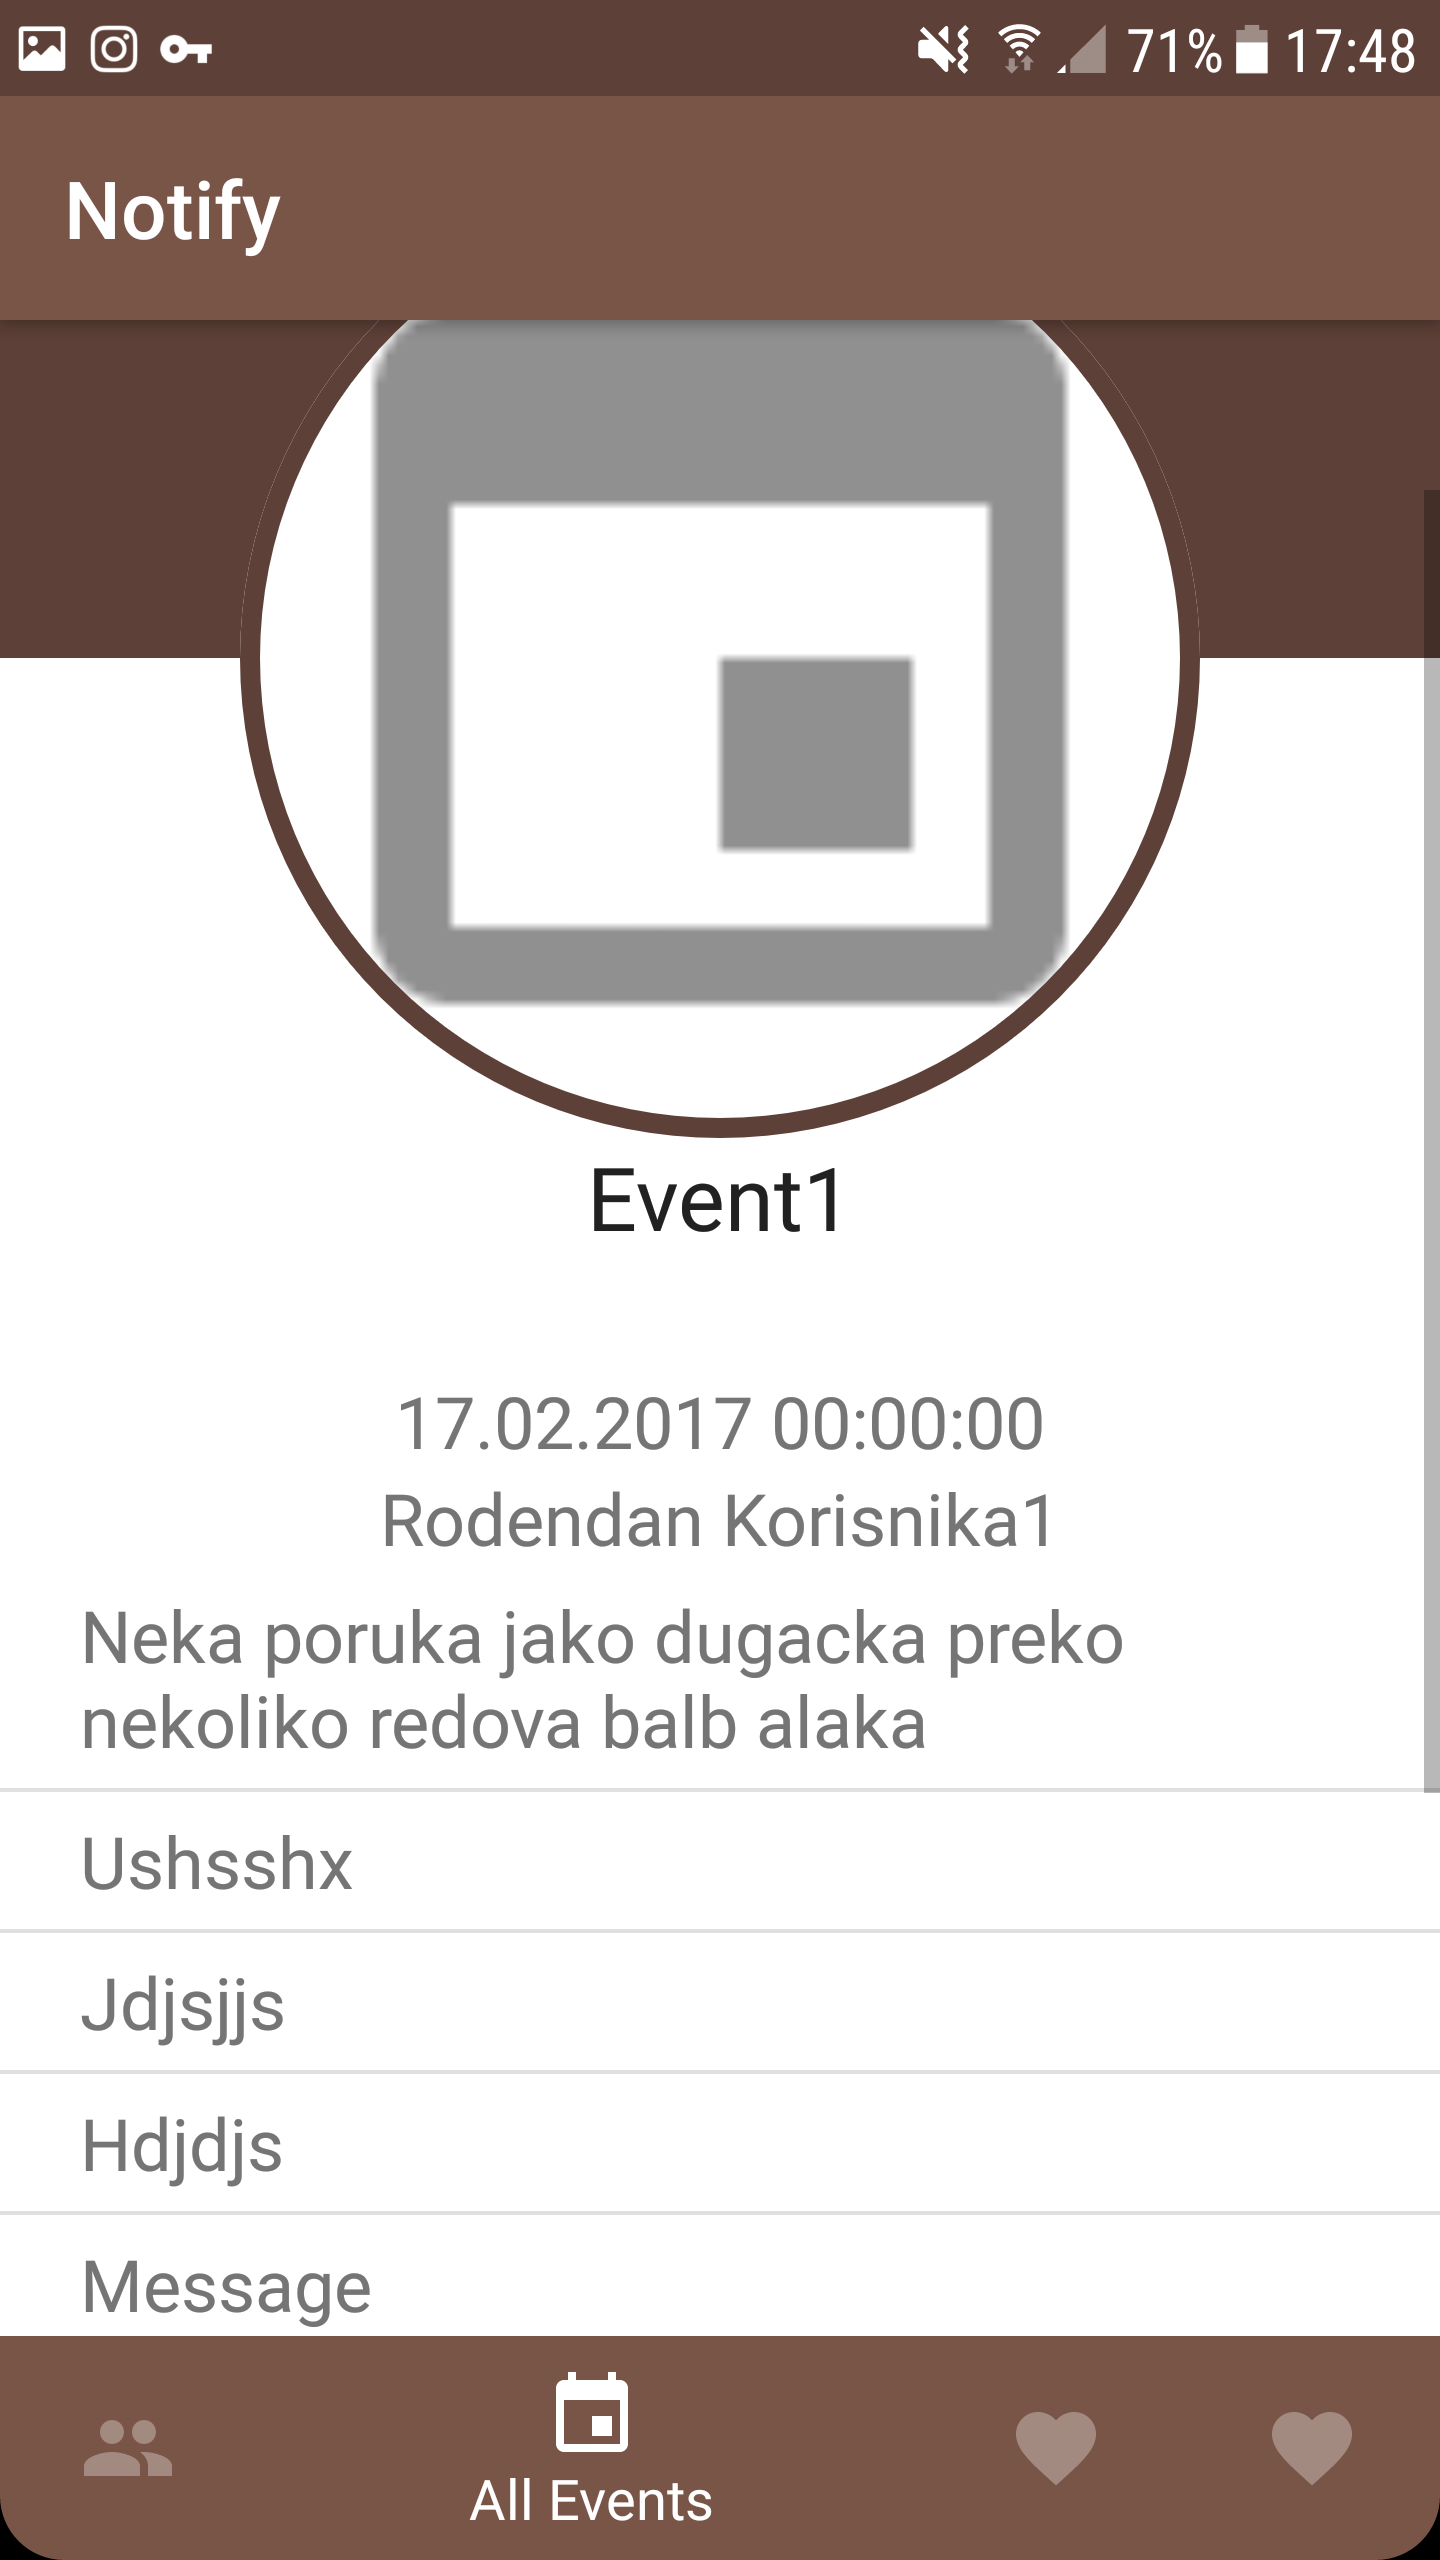 71% 17:48
Notify
Event1
17.02.2017 00:00:00
Rodendan Korisnika1
Neka poruka jako dugacka preko
nekoliko redova balb alaka
Ushsshx
Jdjsjjs
Hdjdjs
Message
All Events